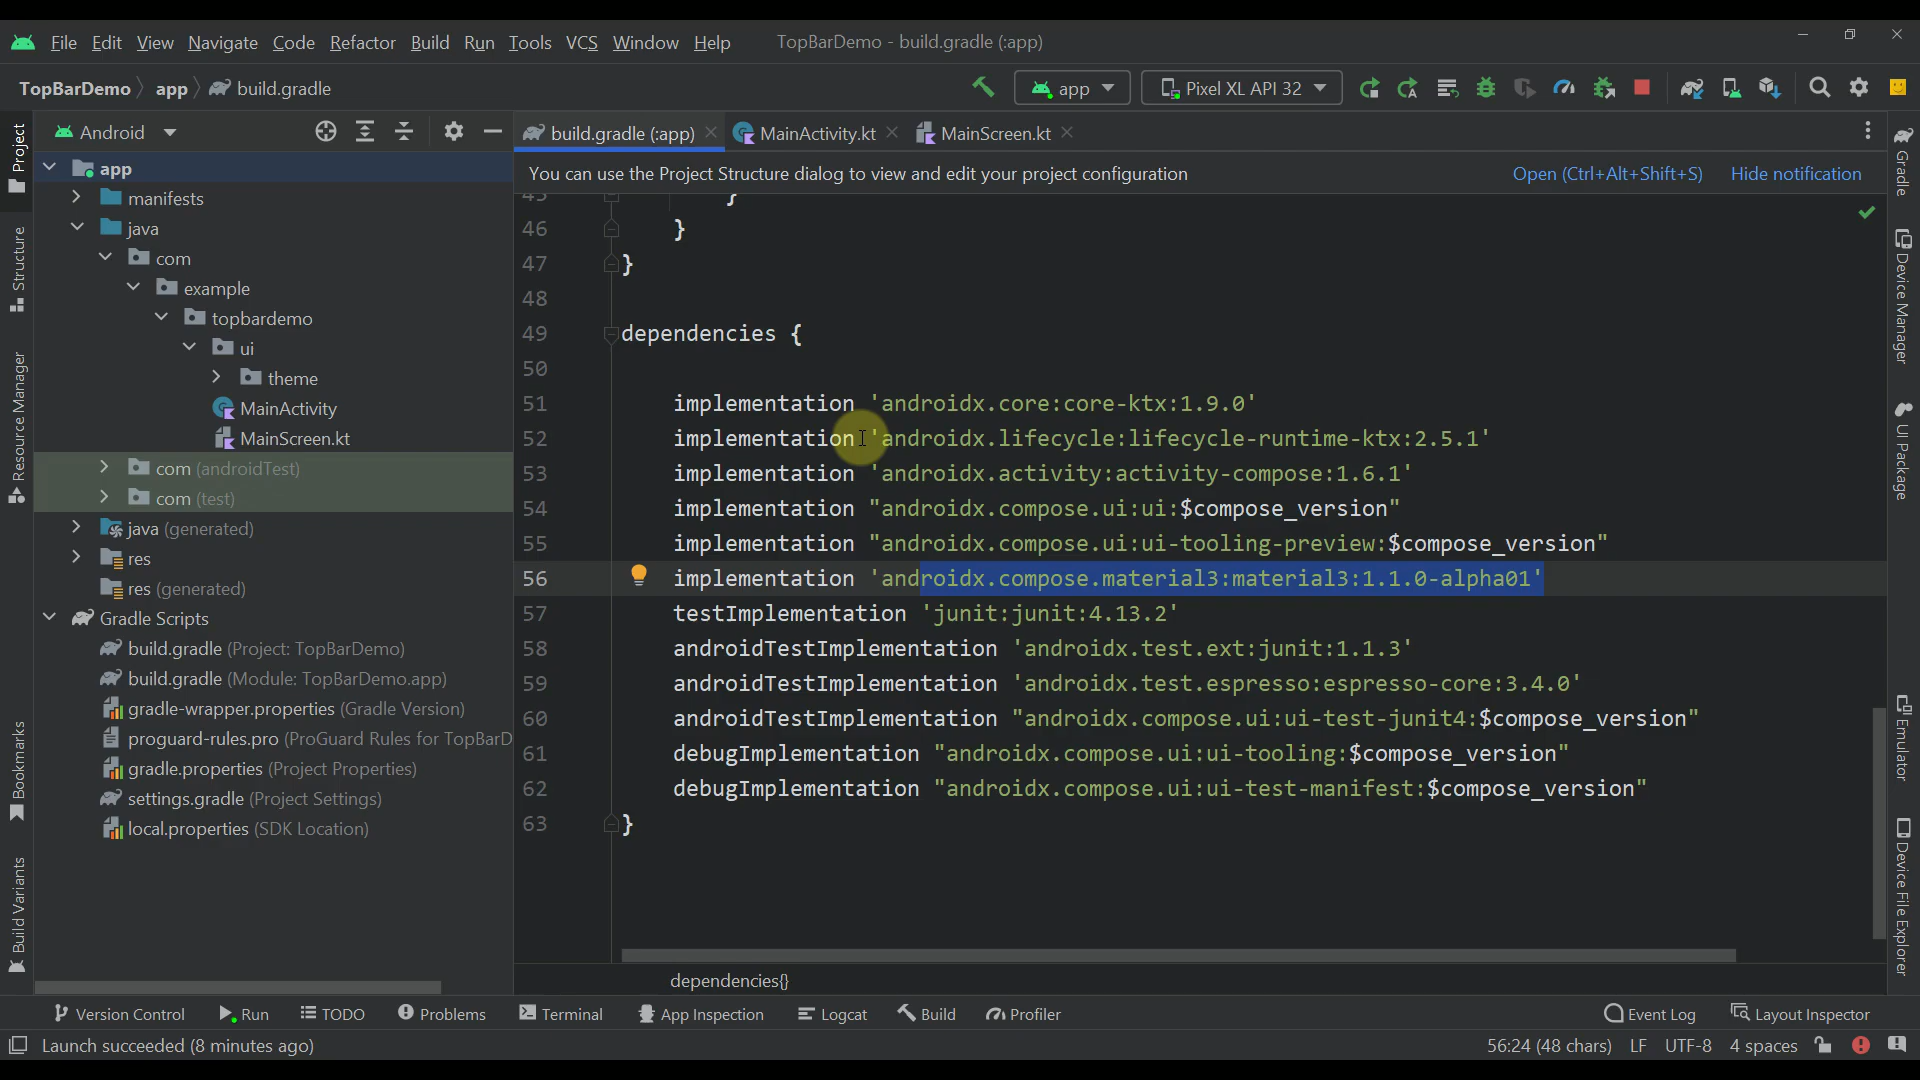 File Edit View Navigate Code Refactor Build Run Tools VCS Window Help TopBarDemo - build.gradle (:app)
TopBarDemo app build.gradle app Pixel XL API 32
Android build.gradle (:app) MainActivity.kt MainScreen.kt
You can use the Project Structure dialog to view and edit your project configuration Open (Ctrl+Alt+Shift+S) Hide notification
Project
Structure
Resource Manager
Bookmarks
Build Variants
app
manifests
java
com
example
topbardemo
ui
theme
MainActivity
MainScreen.kt
com (androidTest)
com (test)
java (generated)
res
res (generated)
Gradle Scripts
build.gradle (Project: TopBarDemo)
build.gradle (Module: TopBarDemo.app)
gradle-wrapper.properties (Gradle Version)
proguard-rules.pro (ProGuard Rules for TopBarD
gradle.properties (Project Properties)
settings.gradle (Project Settings)
local.properties (SDK Location)
45 }
46 }
47 }
48
49 dependencies {
50
51 implementation 'androidx.core:core-ktx:1.9.0'
52 implementation 'androidx.lifecycle:lifecycle-runtime-ktx:2.5.1'
53 implementation 'androidx.activity:activity-compose:1.6.1'
54 implementation "androidx.compose.ui:ui:$compose_version"
55 implementation "androidx.compose.ui:ui-tooling-preview:$compose_version"
56 implementation 'androidx.compose.material3:material3:1.1.0-alpha01'
57 testImplementation 'junit:junit:4.13.2'
58 androidTestImplementation 'androidx.test.ext:junit:1.1.3'
59 androidTestImplementation 'androidx.test.espresso:espresso-core:3.4.0'
60 androidTestImplementation "androidx.compose.ui:ui-test-junit4:$compose_version"
61 debugImplementation "androidx.compose.ui:ui-tooling:$compose_version"
62 debugImplementation "androidx.compose.ui:ui-test-manifest:$compose_version"
63 }
dependencies{}
Gradle
Device Manager
UI Package
Emulator
Device File Explorer
Version Control Run TODO Problems Terminal App Inspection Logcat Build Profiler Event Log Layout Inspector
Launch succeeded (8 minutes ago) 56:24 (48 chars) LF UTF-8 4 spaces